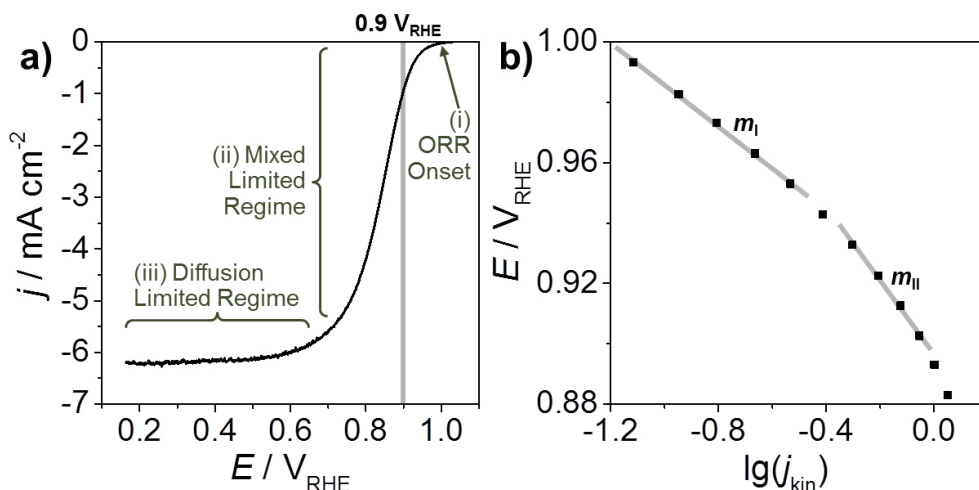 a)
0.9 V_RHE
0
-1
-2
-3
-4
-5
-6
-7
j / mA cm⁻²
(i)
ORR
Onset
(ii) Mixed
Limited
Regime
(iii) Diffusion
Limited Regime
0.2
0.4
0.6
0.8
1.0
E / V_RHE
b)
1.00
0.96
0.92
0.88
E / V_RHE
m_I
m_II
-1.2
-0.8
-0.4
0.0
lg(j_kin)